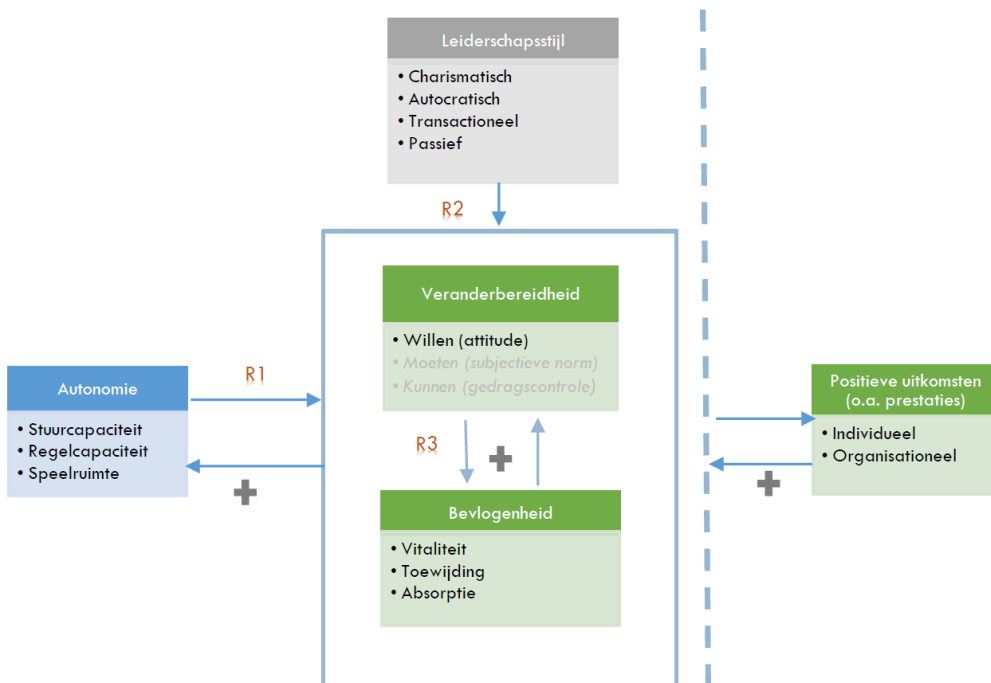 Leiderschapsstijl
• Charismatisch
• Autocratisch
• Transactioneel
• Passief
R2
Veranderbereidheid
• Willen (attitude)
• Moeten (subjectieve norm)
• Kunnen (gedragscontrole)
R1
Autonomie
• Stuurcapaciteit
• Regelcapaciteit
• Speelruimte
R3
Bevlogenheid
• Vitaliteit
• Toewijding
• Absorptie
Positieve uitkomsten
(o.a. prestaties)
• Individueel
• Organisationeel